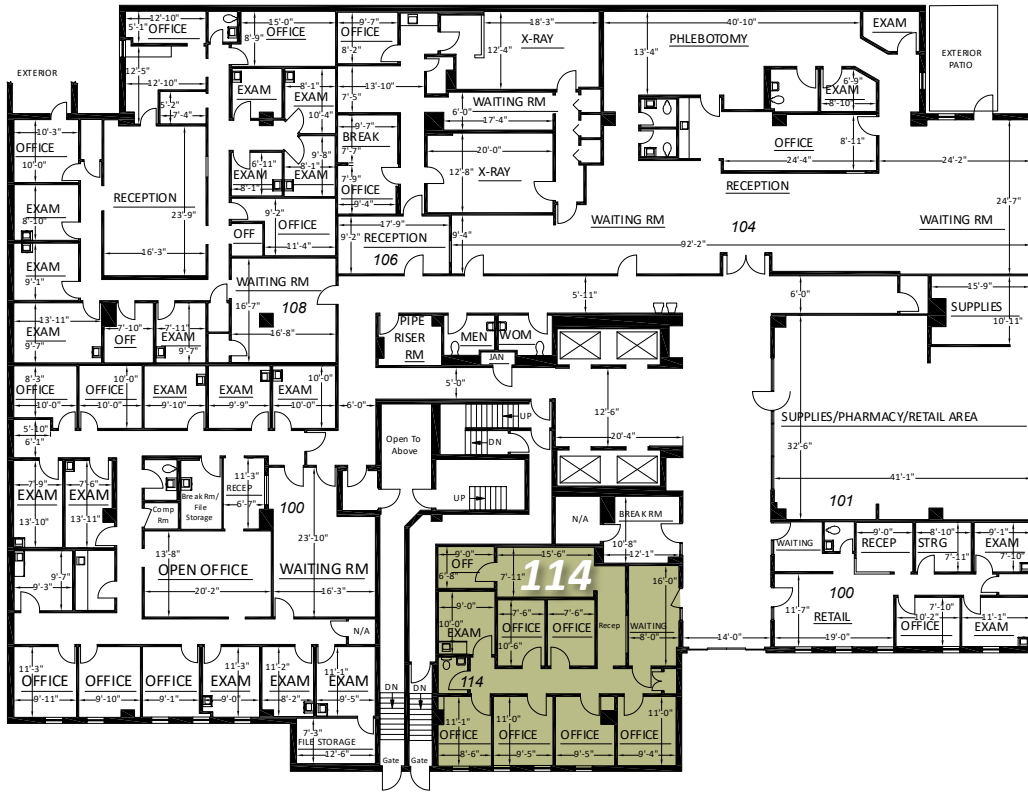 12'-10"
5'-1"
OFFICE
15'-0"
OFFICE
8'-9"
9'-7"
OFFICE
8'-2"
18'-3"
X-RAY
12'-4"
40'-10"
PHLEBOTOMY
13'-4"
EXAM
EXTERIOR
PATIO
EXTERIOR
12'-5"
12'-10"
5'-2"
7'-4"
EXAM
8'-1"
EXAM
10'-4"
13'-10"
7'-5"
WAITING RM
6'-0"
17'-4"
6'-9"
EXAM
8'-10"
10'-3"
OFFICE
10'-0"
RECEPTION
23'-9"
16'-3"
6'-11"
EXAM
8'-1"
9'-8"
8'-1"
EXAM
9'-7"
BREAK
7'-7"
7'-9"
OFFICE
9'-4"
20'-0"
12'-8"
X-RAY
OFFICE
24'-4"
8'-11"
24'-2"
RECEPTION
24'-7"
EXAM
8'-10"
EXAM
9'-1"
9'-2"
OFFICE
11'-4"
OFF
17'-9"
9'-2"
RECEPTION
106
9'-4"
WAITING RM
104
WAITING RM
92'-2"
WAITING RM
16'-7"
108
16'-8"
5'-11"
6'-0"
15'-9"
SUPPLIES
10'-11"
13'-11"
EXAM
9'-7"
7'-10"
OFF
7'-11"
EXAM
9'-7"
PIPE
RISER
RM
MEN
WOM
JAN
8'-3"
OFFICE
10'-0"
10'-0"
OFFICE
10'-0"
EXAM
9'-10"
EXAM
9'-9"
10'-0"
EXAM
10'-0"
6'-0"
5'-0"
12'-6"
20'-4"
UP
DN
UP
Open To
Above
SUPPLIES/PHARMACY/RETAIL AREA
32'-6"
41'-1"
101
5'-10"
6'-1"
7'-9"
EXAM
13'-10"
7'-6"
EXAM
13'-11"
Comp
Rm
Break Rm/
File
Storage
11'-3"
RECEP
6'-7"
100
23'-10"
WAITING RM
16'-3"
N/A
BREAK RM
10'-8"
12'-1"
WAITING
9'-0"
RECEP
8'-10"
STRG
7'-11"
9'-1"
EXAM
7'-10"
13'-8"
OPEN OFFICE
20'-2"
9'-7"
9'-3"
N/A
9'-0"
OFF
6'-8"
15'-6"
7'-11"
114
16'-0"
9'-0"
10'-0"
EXAM
7'-6"
OFFICE
10'-6"
7'-6"
OFFICE
Recep
WAITING
8'-0"
14'-0"
11'-7"
100
RETAIL
19'-0"
7'-10"
10'-2"
OFFICE
11'-1"
EXAM
114
11'-3"
OFFICE
9'-11"
OFFICE
9'-10"
OFFICE
9'-1"
11'-3"
EXAM
9'-0"
11'-2"
EXAM
8'-2"
11'-1"
EXAM
9'-5"
DN
DN
11'-1"
OFFICE
8'-6"
11'-0"
OFFICE
9'-5"
OFFICE
9'-5"
11'-0"
OFFICE
9'-4"
7'-3"
FILE STORAGE
12'-6"
Gate
Gate